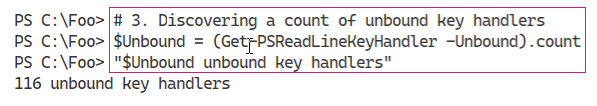 PS C:\Foo> # 3. Discovering a count of unbound key handlers
PS C:\Foo> $Unbound = (Get-PSReadLineKeyHandler -Unbound).count
PS C:\Foo> "$Unbound unbound key handlers"
116 unbound key handlers